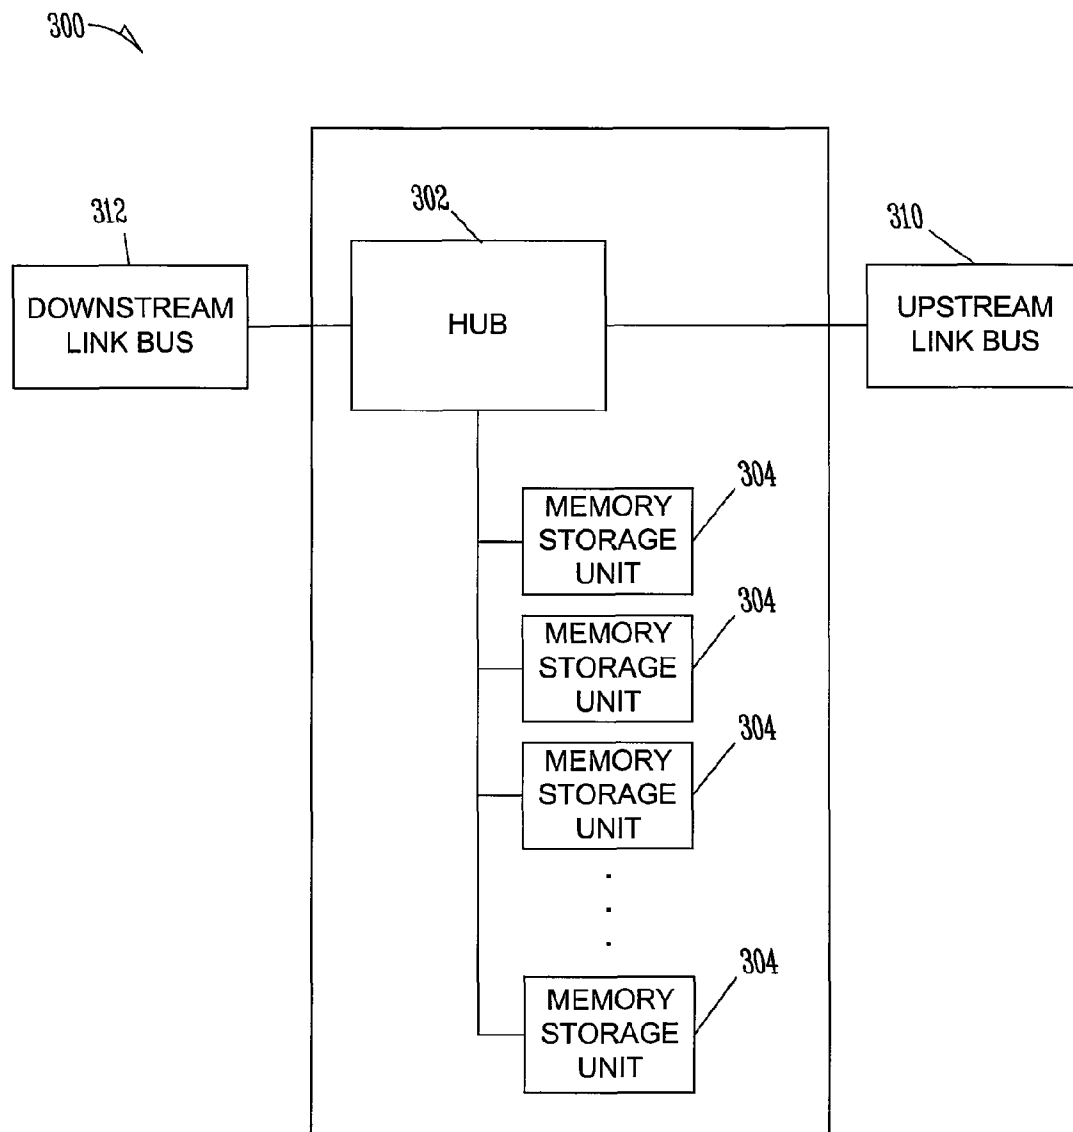 300
312
302
310
DOWNSTREAM
LINK BUS
HUB
UPSTREAM
LINK BUS
304
MEMORY
STORAGE
UNIT
304
MEMORY
STORAGE
UNIT
304
MEMORY
STORAGE
UNIT
304
MEMORY
STORAGE
UNIT